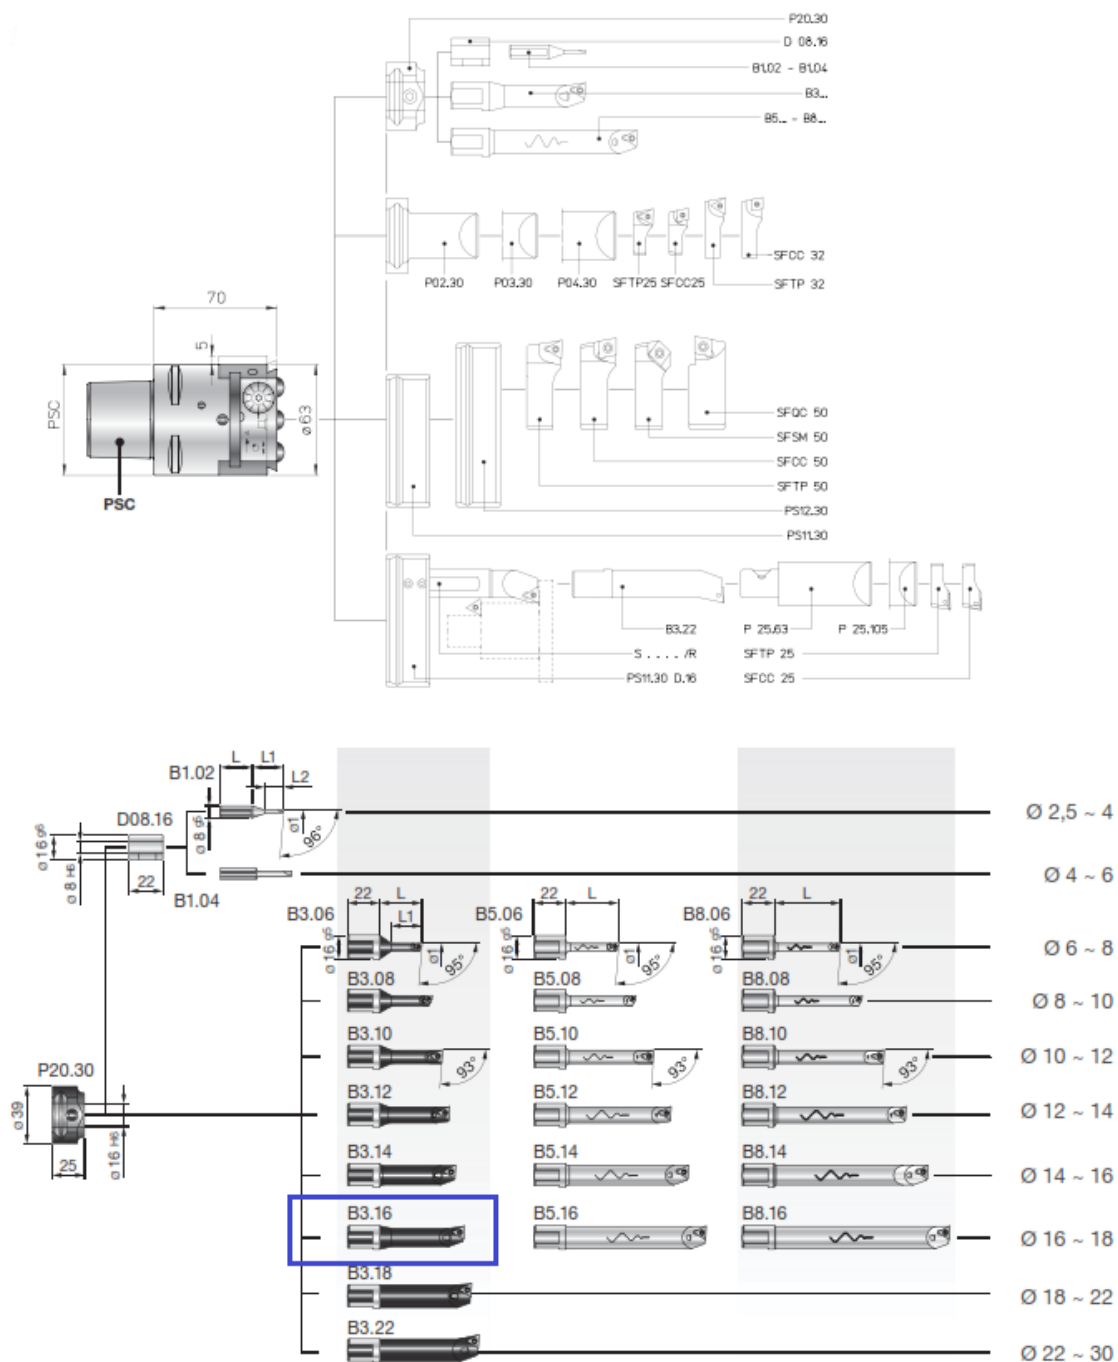 P20.30
D 08.16
B1.02 - B1.04
B3...
B5... - B8...
SFCC 32
P02.30 P03.30 P04.30 SFTP25 SFCC25
SFTP 32
70
5
PSC
ø63
PSC
SFQC 50
SFSM 50
SFCC 50
SFTP 50
PS12.30
PS11.30
B3.22 P 25.63 P 25.105
S . . . . /R SFTP 25
PS11.30 D.16 SFCC 25
L L1
B1.02 L2
D08.16
ø 16 g5
ø 8 H6
ø 8 g5
ø1
96°
Ø 2,5 ~ 4
22
B1.04
Ø 4 ~ 6
22 L 22 L 22 L
B3.06 L1 B5.06 B8.06
ø 16 g5 ø1 95° ø 16 g5 ø1 95° ø 16 g5 ø1 95°
Ø 6 ~ 8
B3.08 B5.08 B8.08
Ø 8 ~ 10
B3.10 B5.10 B8.10
93° 93° 93°
Ø 10 ~ 12
P20.30
ø 39
ø 16 H6
25
B3.12 B5.12 B8.12
Ø 12 ~ 14
B3.14 B5.14 B8.14
Ø 14 ~ 16
B3.16 B5.16 B8.16
Ø 16 ~ 18
B3.18
Ø 18 ~ 22
B3.22
Ø 22 ~ 30